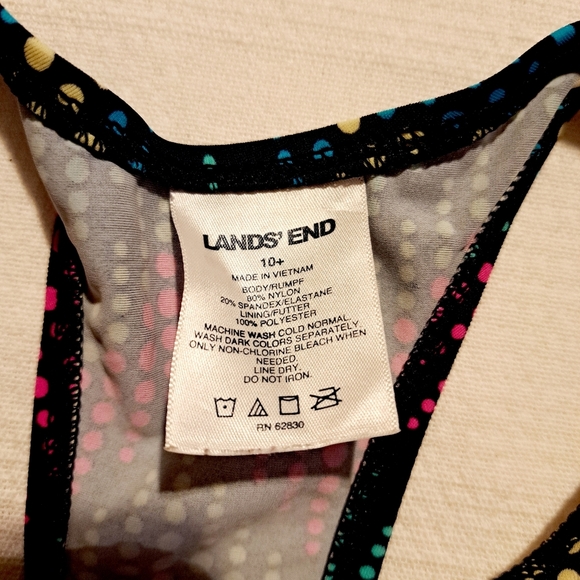 LANDS' END
10+
MADE IN VIETNAM
BODY/RUMPF
80% NYLON
20% SPANDEX/ELASTANE
LINING/FUTTER
100% POLYESTER
MACHINE WASH COLD NORMAL.
WASH DARK COLORS SEPARATELY.
ONLY NON-CHLORINE BLEACH WHEN
NEEDED.
LINE DRY.
DO NOT IRON.
RN 62830